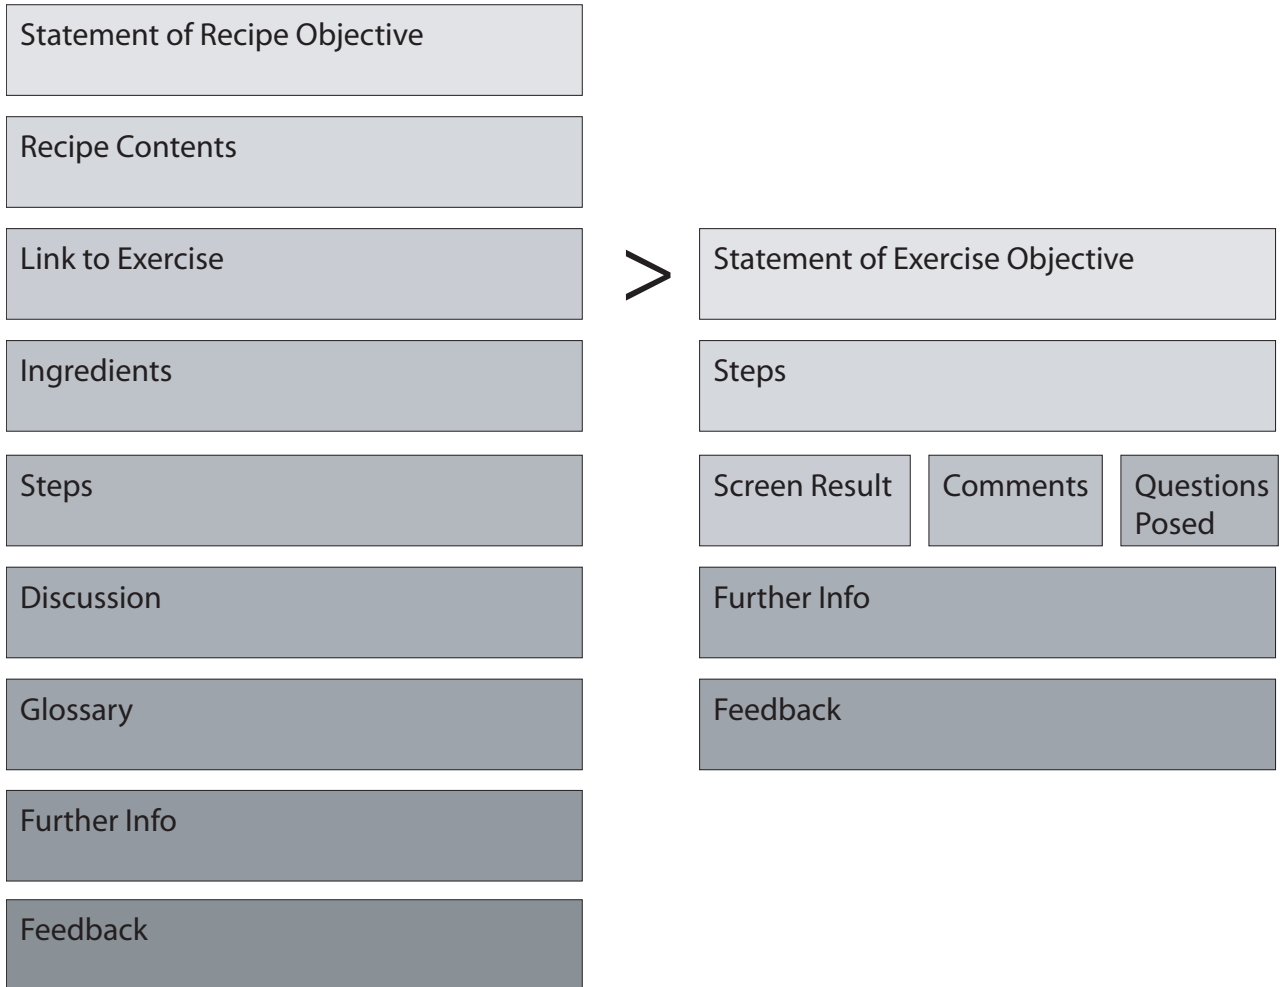 Statement of Recipe Objective
Recipe Contents
Link to Exercise
Ingredients
Steps
Discussion
Glossary
Further Info
Feedback
>
Statement of Exercise Objective
Steps
Screen Result
Comments
Questions
Posed
Further Info
Feedback